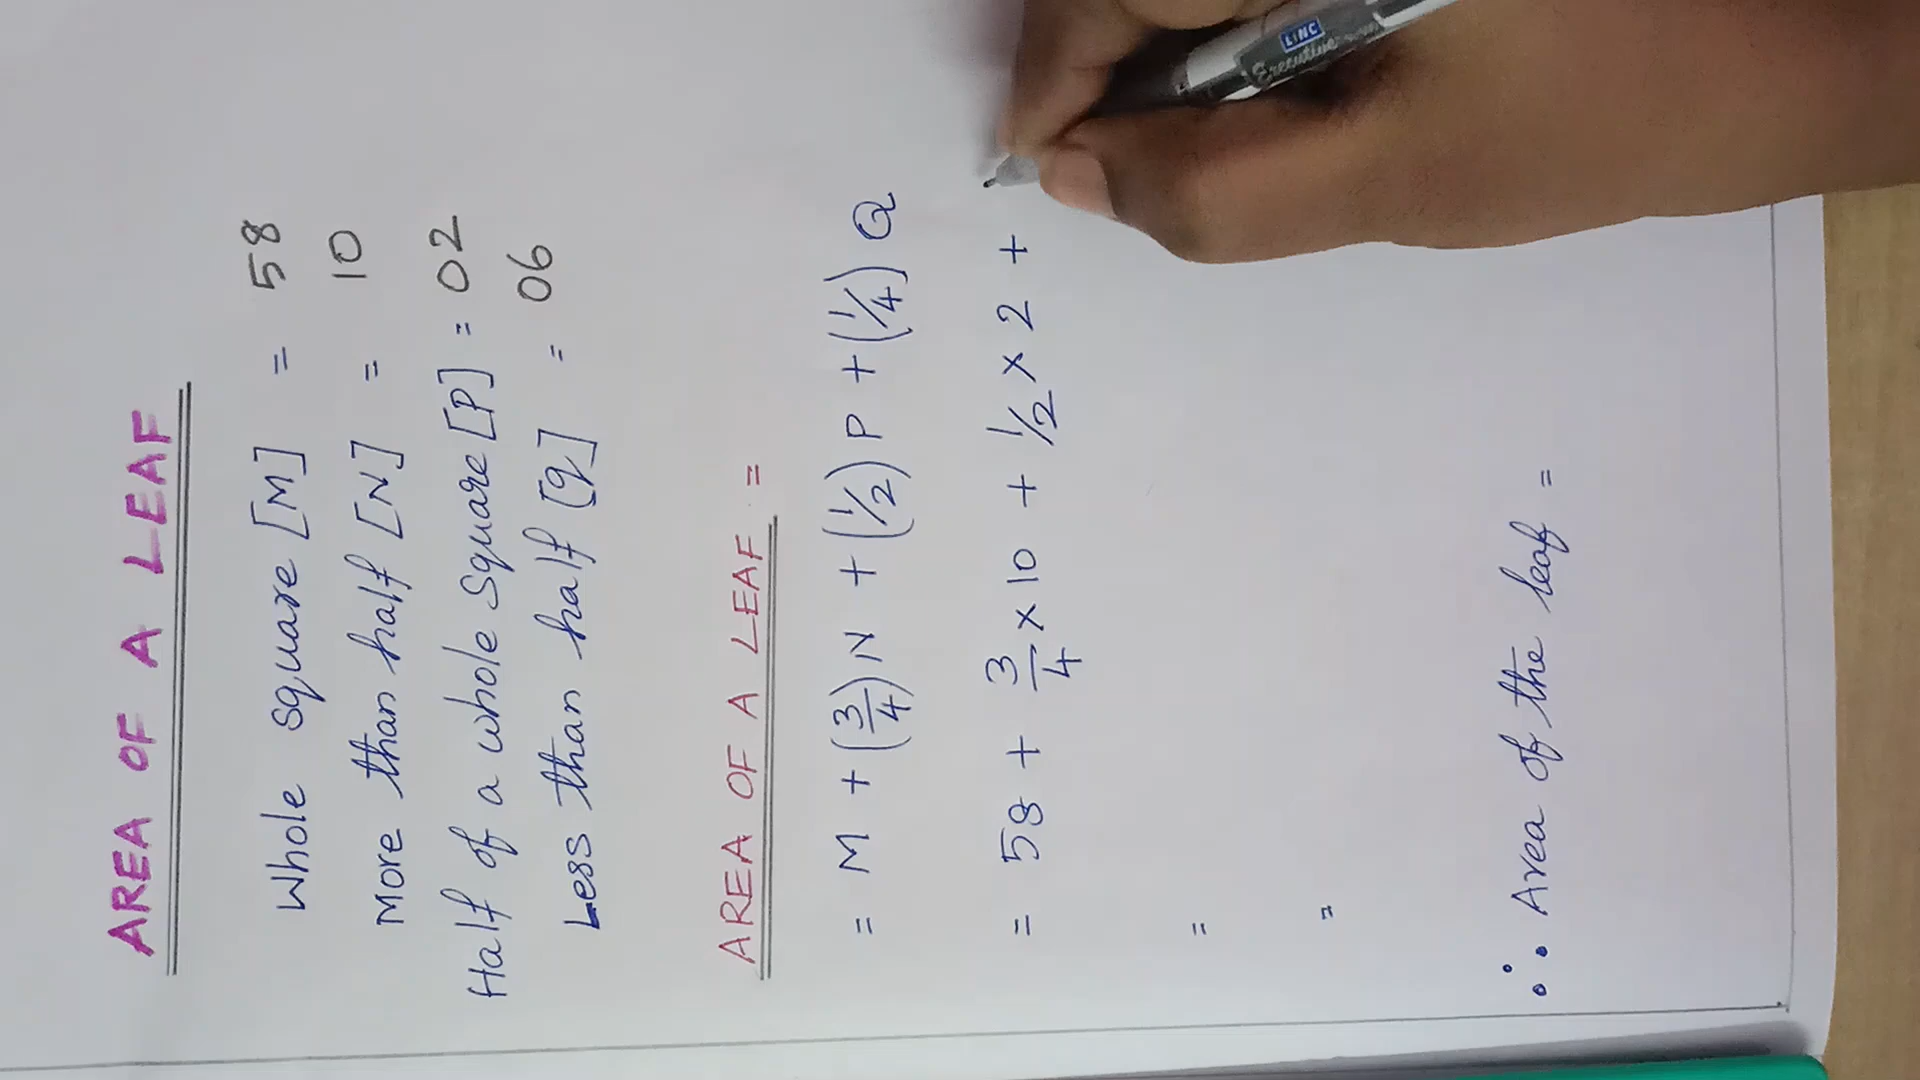 AREA OF A LEAF
Whole square [M] = 58
More than half [N] = 10
Half of a whole square [P] = 02
Less than half [q] = 06
AREA OF A LEAF =
= M + (3/4)N + (1/2)P + (1/4)Q
= 58 + 3/4 × 10 + 1/2 × 2 +
=
=
∴ Area of the leaf =
LINC
Executive